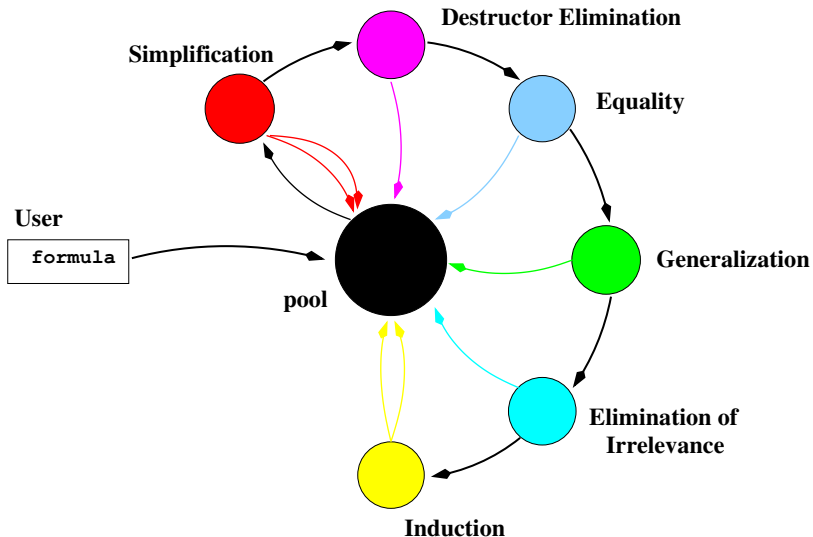 Destructor Elimination
Simplification
Equality
User
formula
Generalization
pool
Elimination of
Irrelevance
Induction